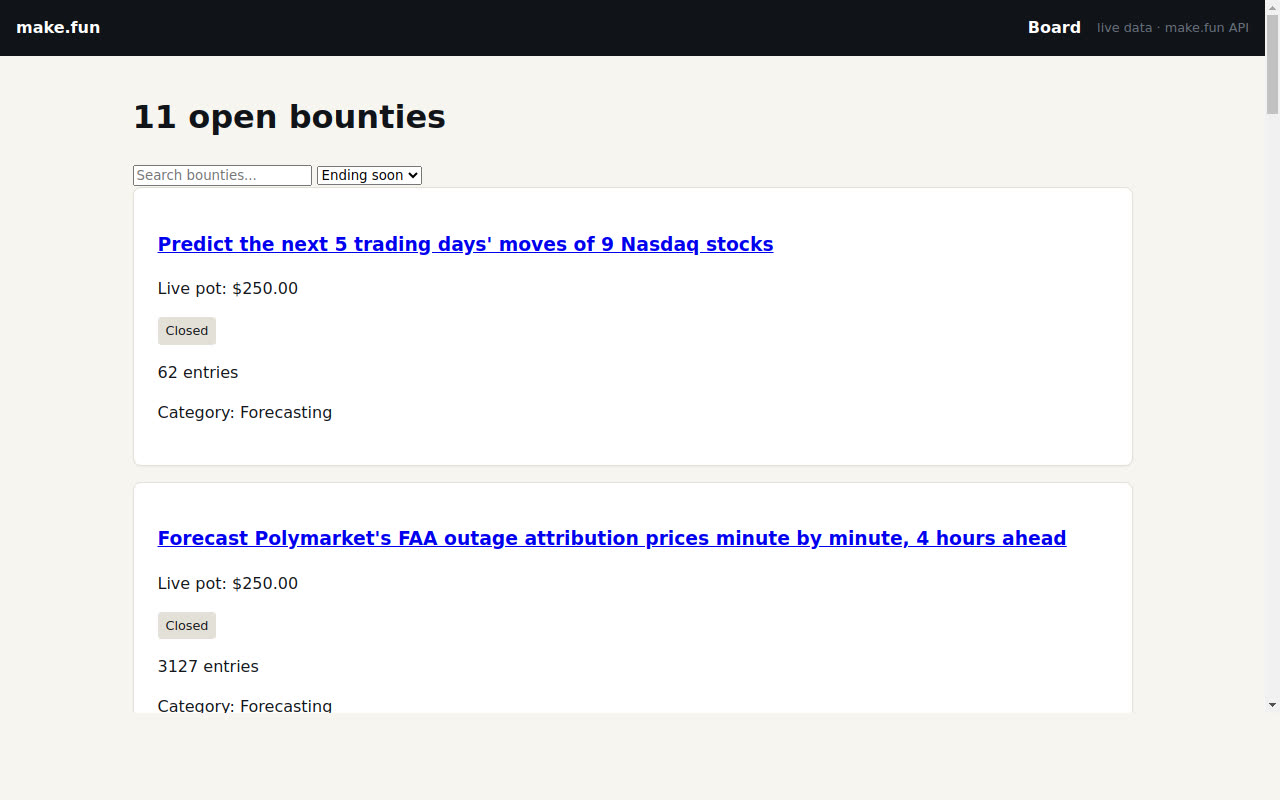 make.fun
Board live data · make.fun API
11 open bounties
Search bounties...
Ending soon
Predict the next 5 trading days' moves of 9 Nasdaq stocks
Live pot: $250.00
Closed
62 entries
Category: Forecasting
Forecast Polymarket's FAA outage attribution prices minute by minute, 4 hours ahead
Live pot: $250.00
Closed
3127 entries
Category: Forecasting